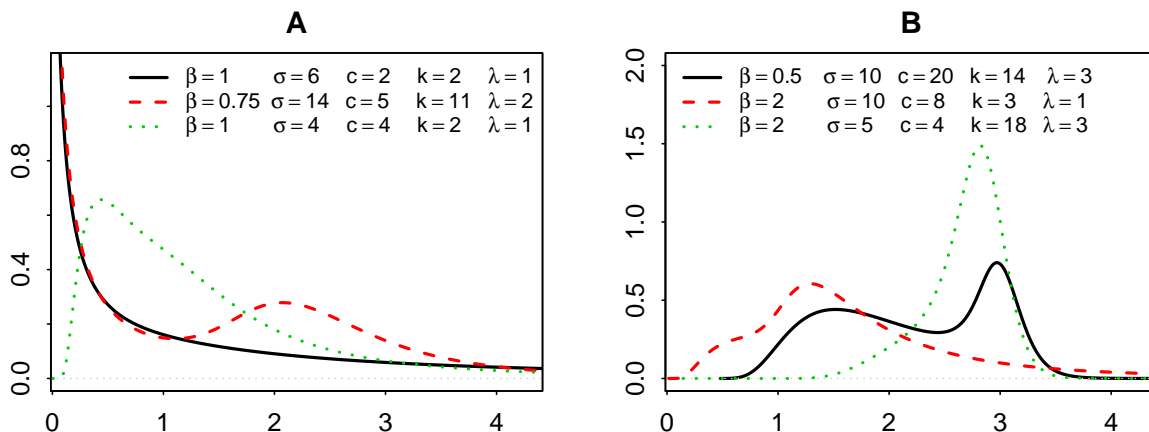 A
β = 1 σ = 6 c = 2 k = 2 λ = 1
β = 0.75 σ = 14 c = 5 k = 11 λ = 2
β = 1 σ = 4 c = 4 k = 2 λ = 1
0.0 0.4 0.8
0 1 2 3 4
B
β = 0.5 σ = 10 c = 20 k = 14 λ = 3
β = 2 σ = 10 c = 8 k = 3 λ = 1
β = 2 σ = 5 c = 4 k = 18 λ = 3
0.0 0.5 1.0 1.5 2.0
0 1 2 3 4